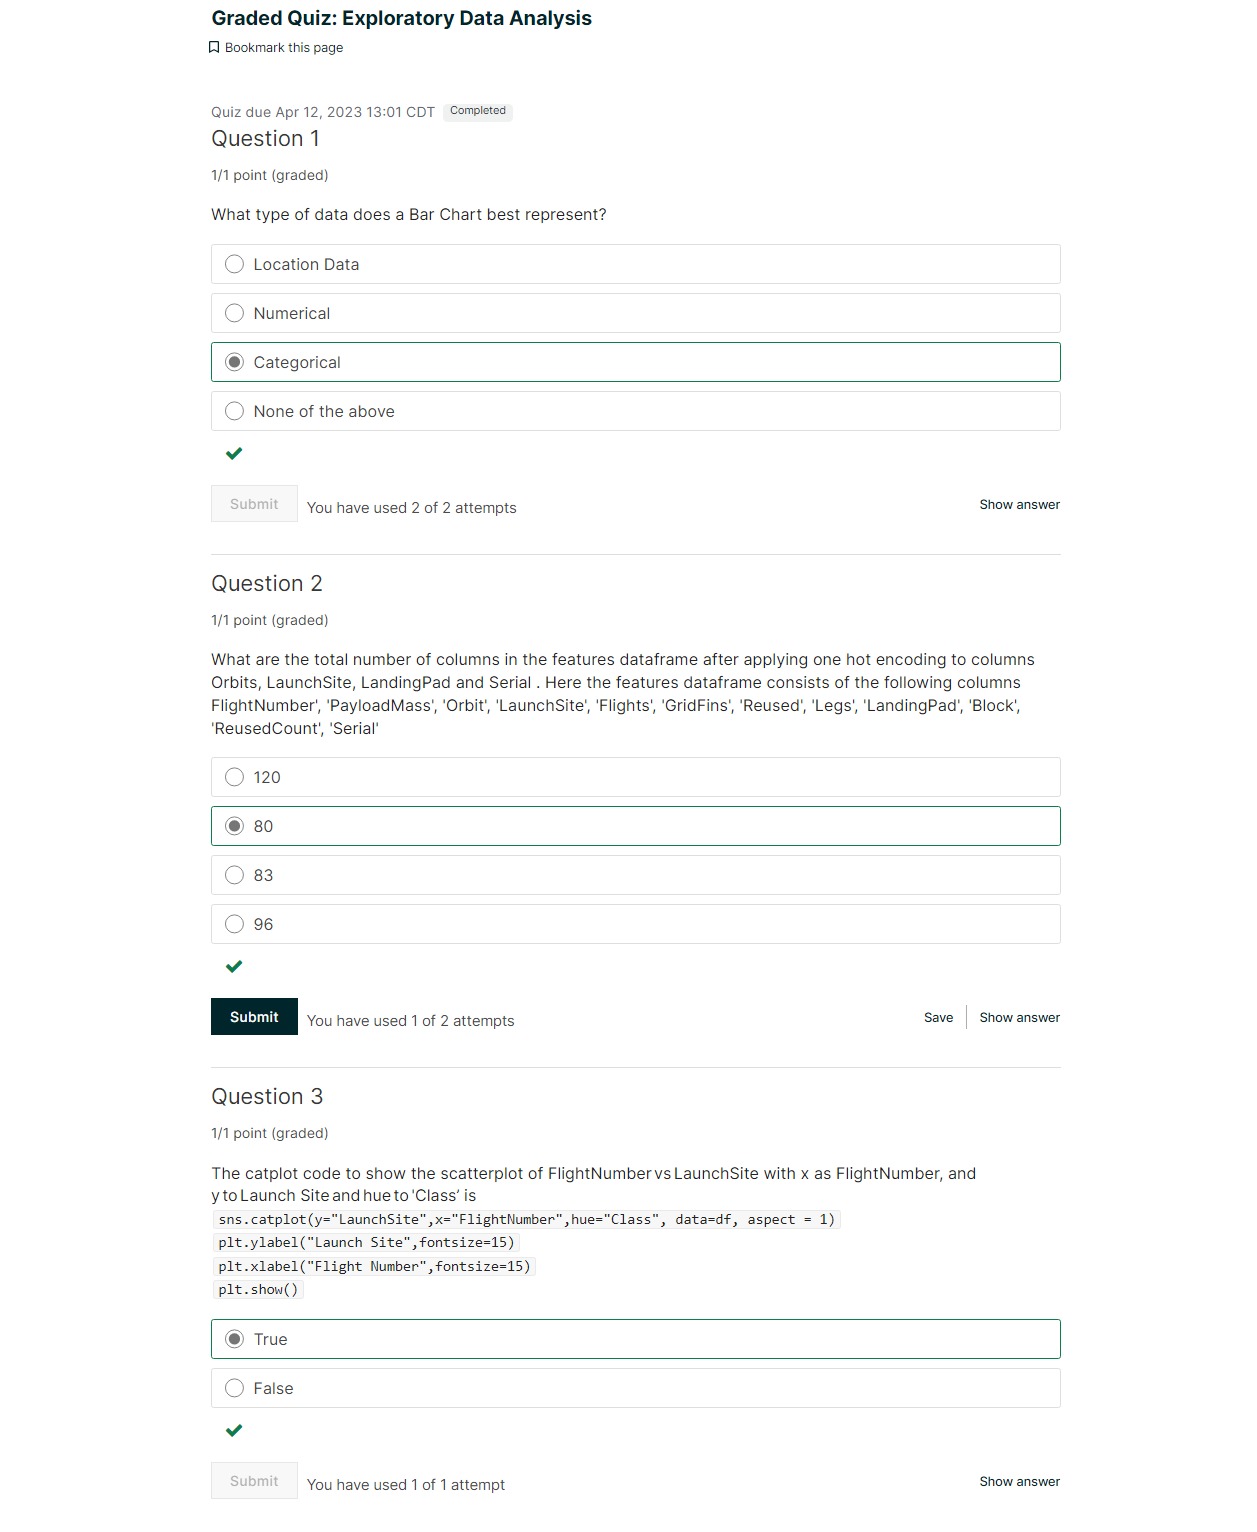 Graded Quiz: Exploratory Data Analysis
Bookmark this page
Quiz due Apr 12, 2023 13:01 CDT Completed
Question 1
1/1 point (graded)
What type of data does a Bar Chart best represent?
Location Data
Numerical
Categorical
None of the above
Submit You have used 2 of 2 attempts Show answer
Question 2
1/1 point (graded)
What are the total number of columns in the features dataframe after applying one hot encoding to columns
Orbits, LaunchSite, LandingPad and Serial . Here the features dataframe consists of the following columns
FlightNumber', 'PayloadMass', 'Orbit', 'LaunchSite', 'Flights', 'GridFins', 'Reused', 'Legs', 'LandingPad', 'Block',
'ReusedCount', 'Serial'
120
80
83
96
Submit You have used 1 of 2 attempts Save Show answer
Question 3
1/1 point (graded)
The catplot code to show the scatterplot of FlightNumber vs LaunchSite with x as FlightNumber, and
y to Launch Site and hue to 'Class’ is
sns.catplot(y="LaunchSite",x="FlightNumber",hue="Class", data=df, aspect = 1)
plt.ylabel("Launch Site",fontsize=15)
plt.xlabel("Flight Number",fontsize=15)
plt.show()
True
False
Submit You have used 1 of 1 attempt Show answer